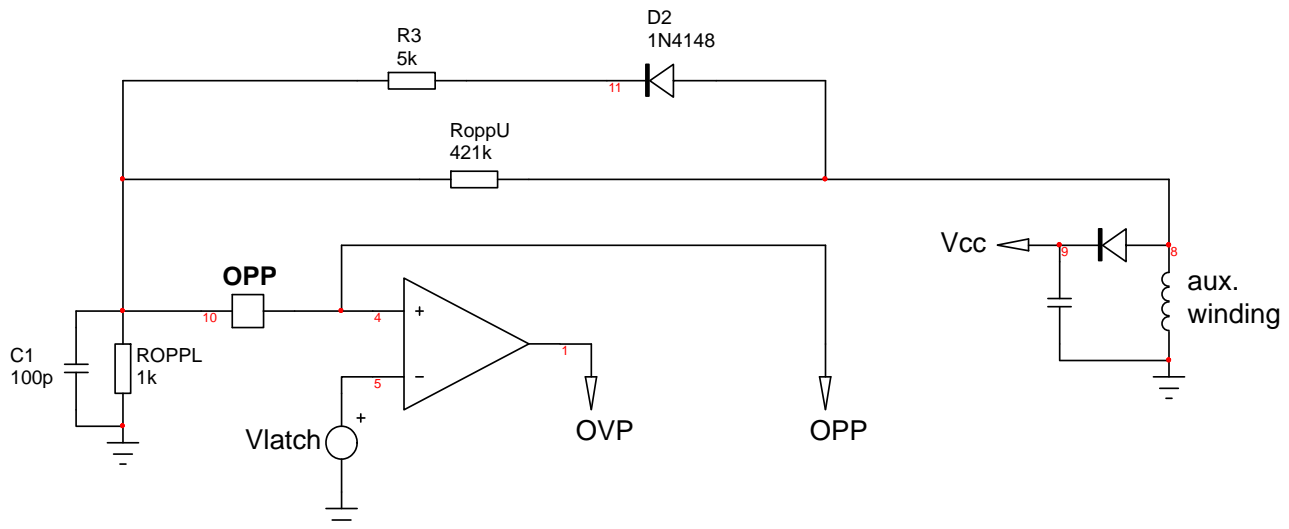 D2
1N4148
R3
5k
11
RoppU
421k
Vcc
9
8
OPP
aux.
winding
10
4
+
C1
100p
ROPPL
1k
1
5
−
+
Vlatch
OVP
OPP